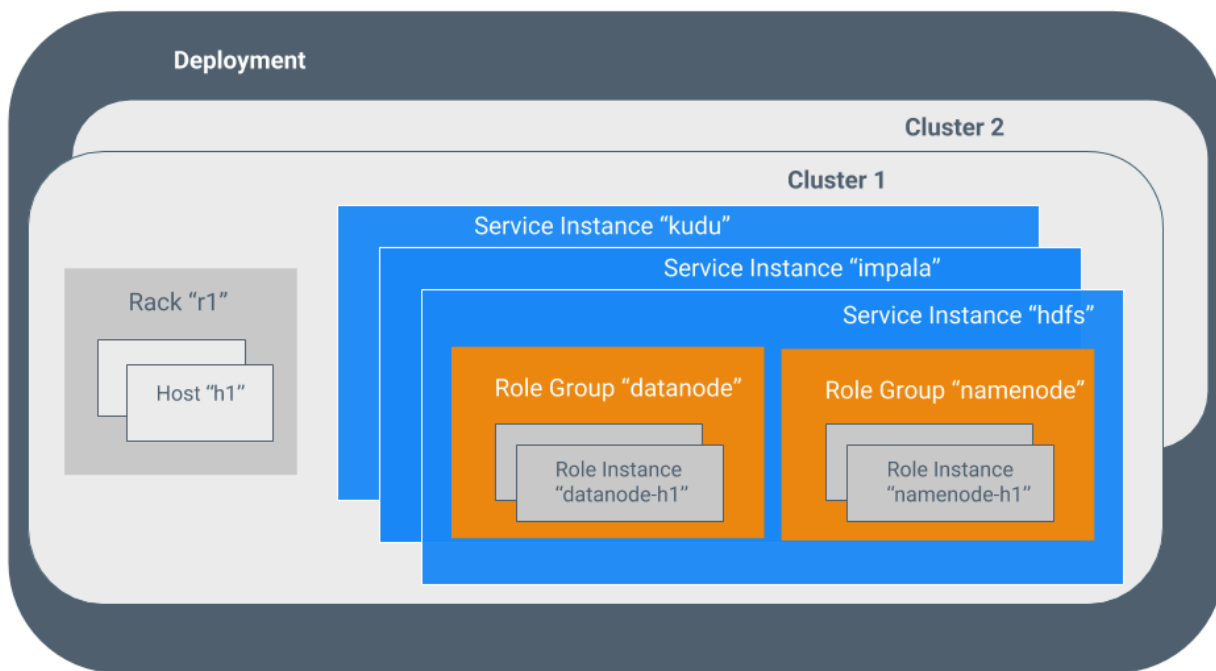 Deployment
Cluster 2
Cluster 1
Service Instance “kudu”
Service Instance “impala”
Service Instance “hdfs”
Rack “r1”
Host “h1”
Role Group “datanode”
Role Instance
“datanode-h1”
Role Group “namenode”
Role Instance
“namenode-h1”